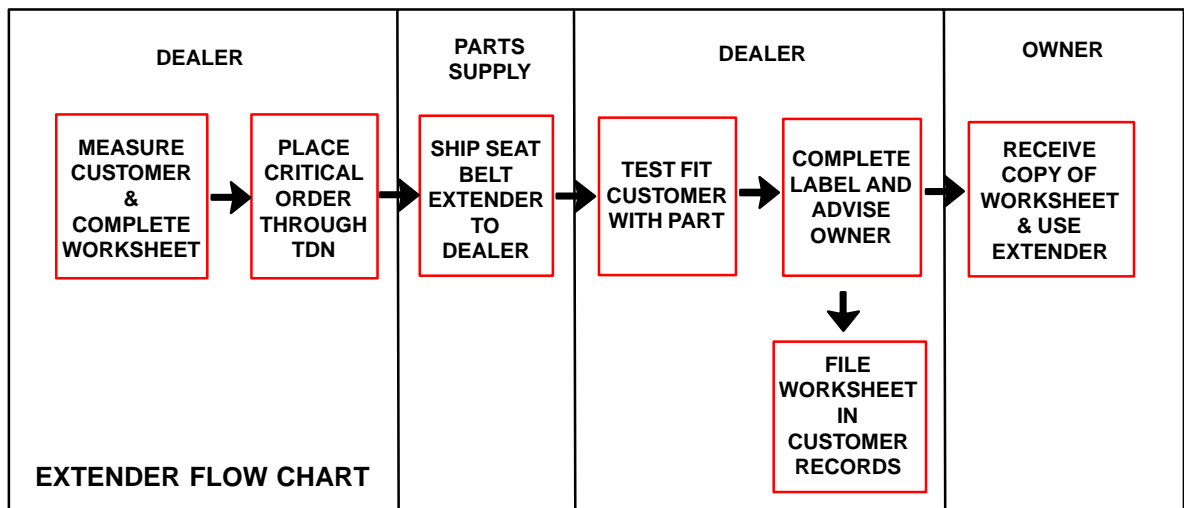 DEALER
PARTS
SUPPLY
DEALER
OWNER
MEASURE
CUSTOMER
&
COMPLETE
WORKSHEET
PLACE
CRITICAL
ORDER
THROUGH
TDN
SHIP SEAT
BELT
EXTENDER
TO
DEALER
TEST FIT
CUSTOMER
WITH PART
COMPLETE
LABEL AND
ADVISE
OWNER
RECEIVE
COPY OF
WORKSHEET
& USE
EXTENDER
FILE
WORKSHEET
IN
CUSTOMER
RECORDS
EXTENDER FLOW CHART